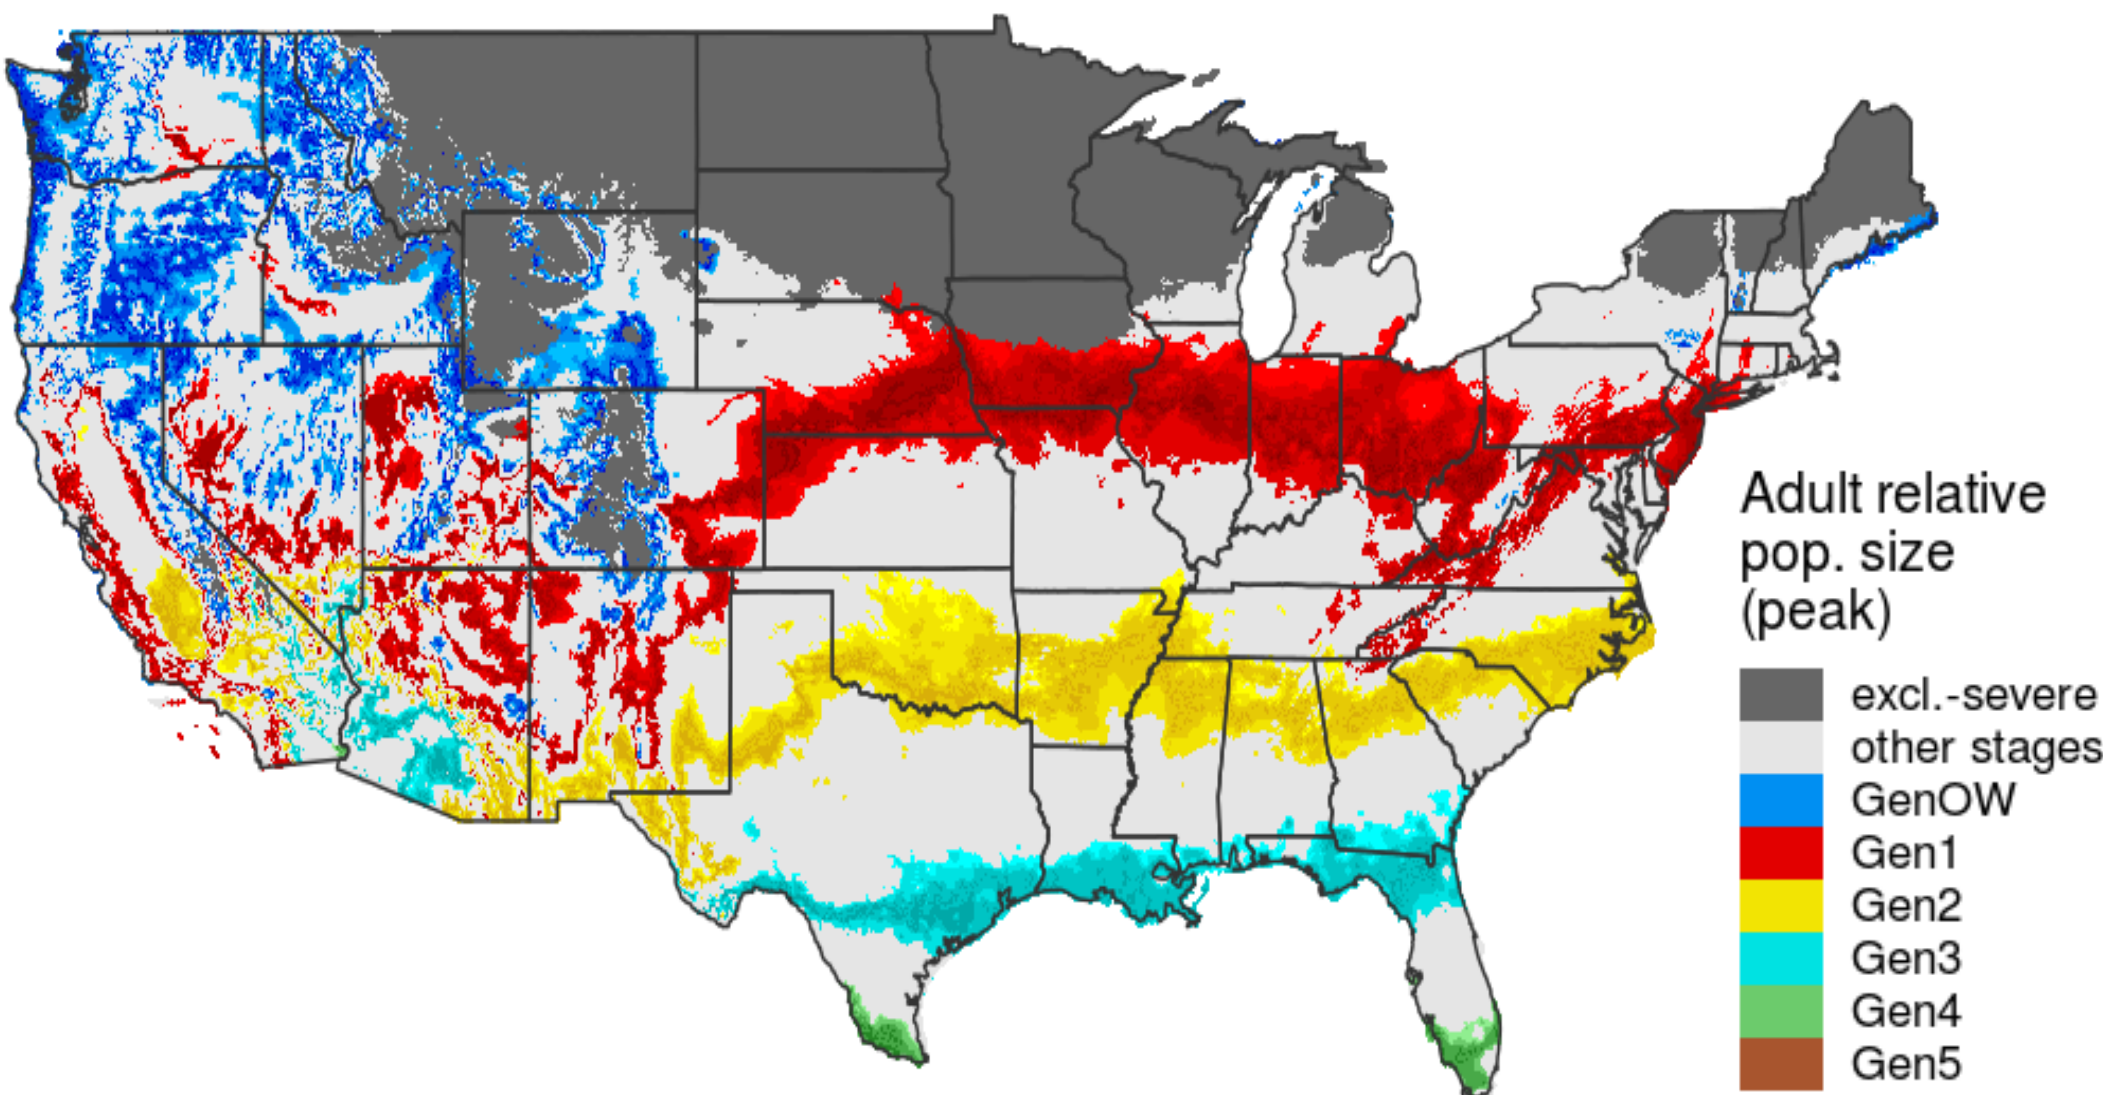 Adult relative
pop. size
(peak)
excl.-severe
other stages
GenOW
Gen1
Gen2
Gen3
Gen4
Gen5